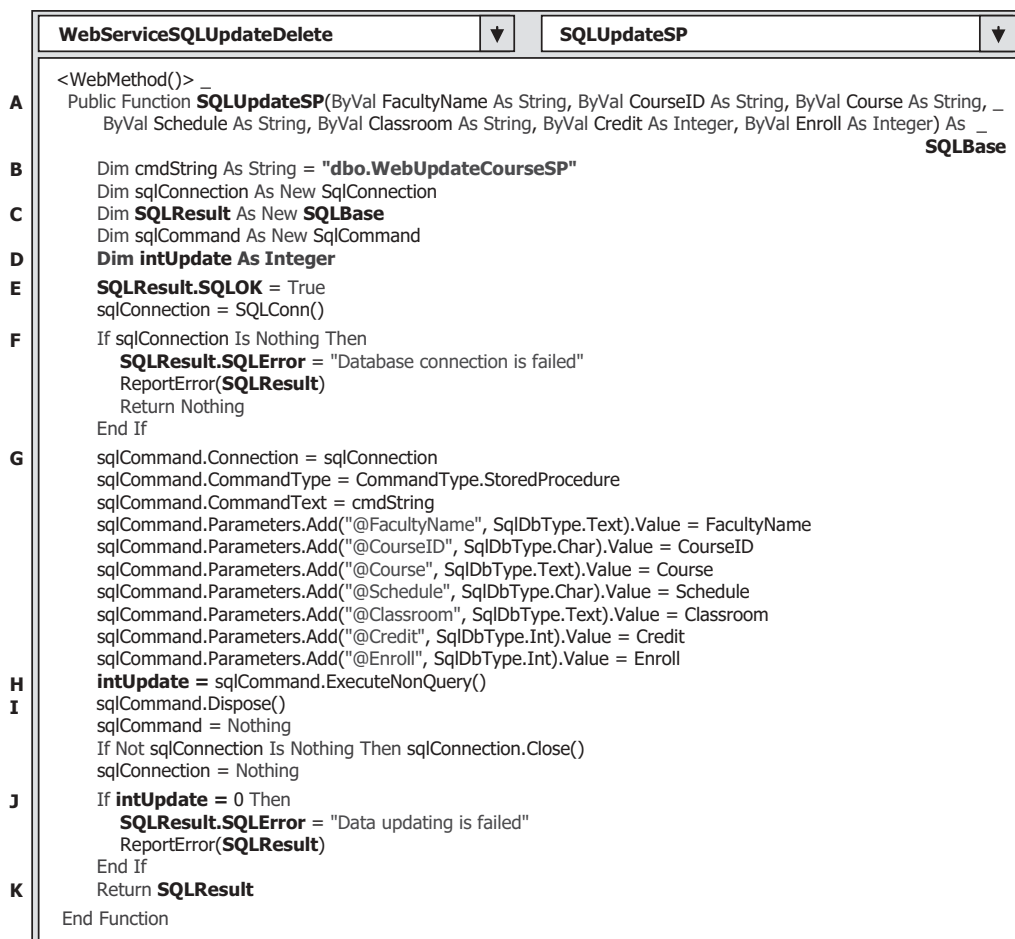 WebServiceSQLUpdateDelete SQLUpdateSP
<WebMethod()> _
A Public Function SQLUpdateSP(ByVal FacultyName As String, ByVal CourseID As String, ByVal Course As String, _
ByVal Schedule As String, ByVal Classroom As String, ByVal Credit As Integer, ByVal Enroll As Integer) As _
SQLBase
B Dim cmdString As String = "dbo.WebUpdateCourseSP"
Dim sqlConnection As New SqlConnection
C Dim SQLResult As New SQLBase
Dim sqlCommand As New SqlCommand
D Dim intUpdate As Integer
E SQLResult.SQLOK = True
sqlConnection = SQLConn()
F If sqlConnection Is Nothing Then
SQLResult.SQLError = "Database connection is failed"
ReportError(SQLResult)
Return Nothing
End If
G sqlCommand.Connection = sqlConnection
sqlCommand.CommandType = CommandType.StoredProcedure
sqlCommand.CommandText = cmdString
sqlCommand.Parameters.Add("@FacultyName", SqlDbType.Text).Value = FacultyName
sqlCommand.Parameters.Add("@CourseID", SqlDbType.Char).Value = CourseID
sqlCommand.Parameters.Add("@Course", SqlDbType.Text).Value = Course
sqlCommand.Parameters.Add("@Schedule", SqlDbType.Char).Value = Schedule
sqlCommand.Parameters.Add("@Classroom", SqlDbType.Text).Value = Classroom
sqlCommand.Parameters.Add("@Credit", SqlDbType.Int).Value = Credit
sqlCommand.Parameters.Add("@Enroll", SqlDbType.Int).Value = Enroll
H intUpdate = sqlCommand.ExecuteNonQuery()
I sqlCommand.Dispose()
sqlCommand = Nothing
If Not sqlConnection Is Nothing Then sqlConnection.Close()
sqlConnection = Nothing
J If intUpdate = 0 Then
SQLResult.SQLError = "Data updating is failed"
ReportError(SQLResult)
End If
K Return SQLResult
End Function